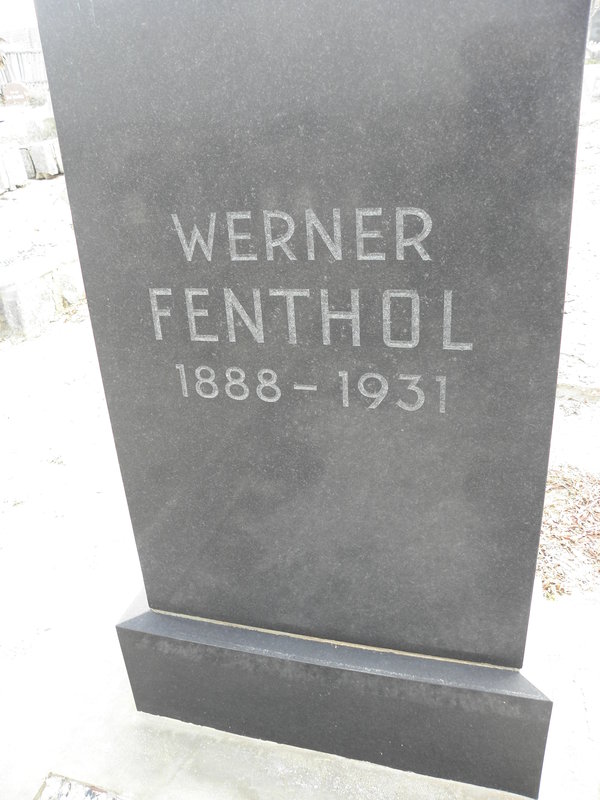 WERNER
FENTHOL
1888 – 1931